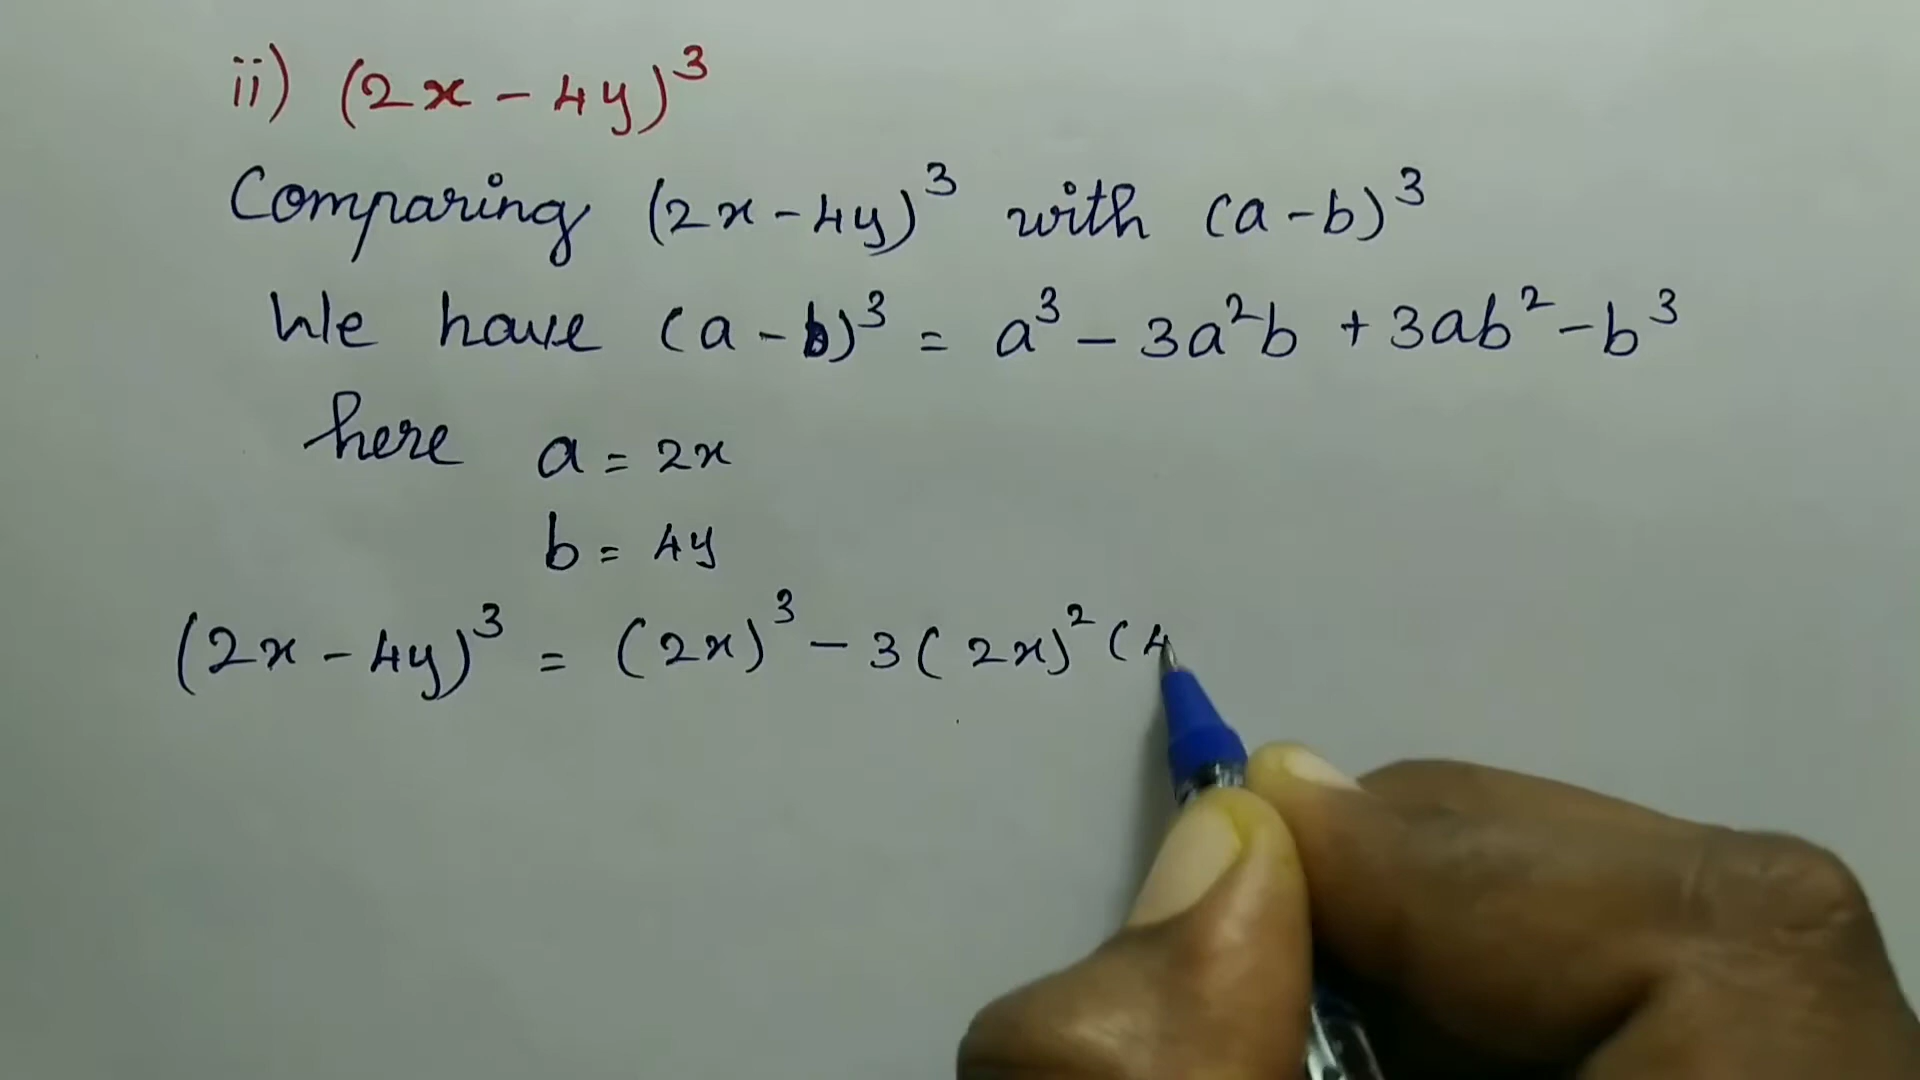 ii) (2x - 4y)³
Comparing (2x-4y)³ with (a-b)³
We have (a-b)³ = a³ - 3a²b + 3ab² - b³
here a = 2x
b = 4y
(2x - 4y)³ = (2x)³ - 3(2x)² (4